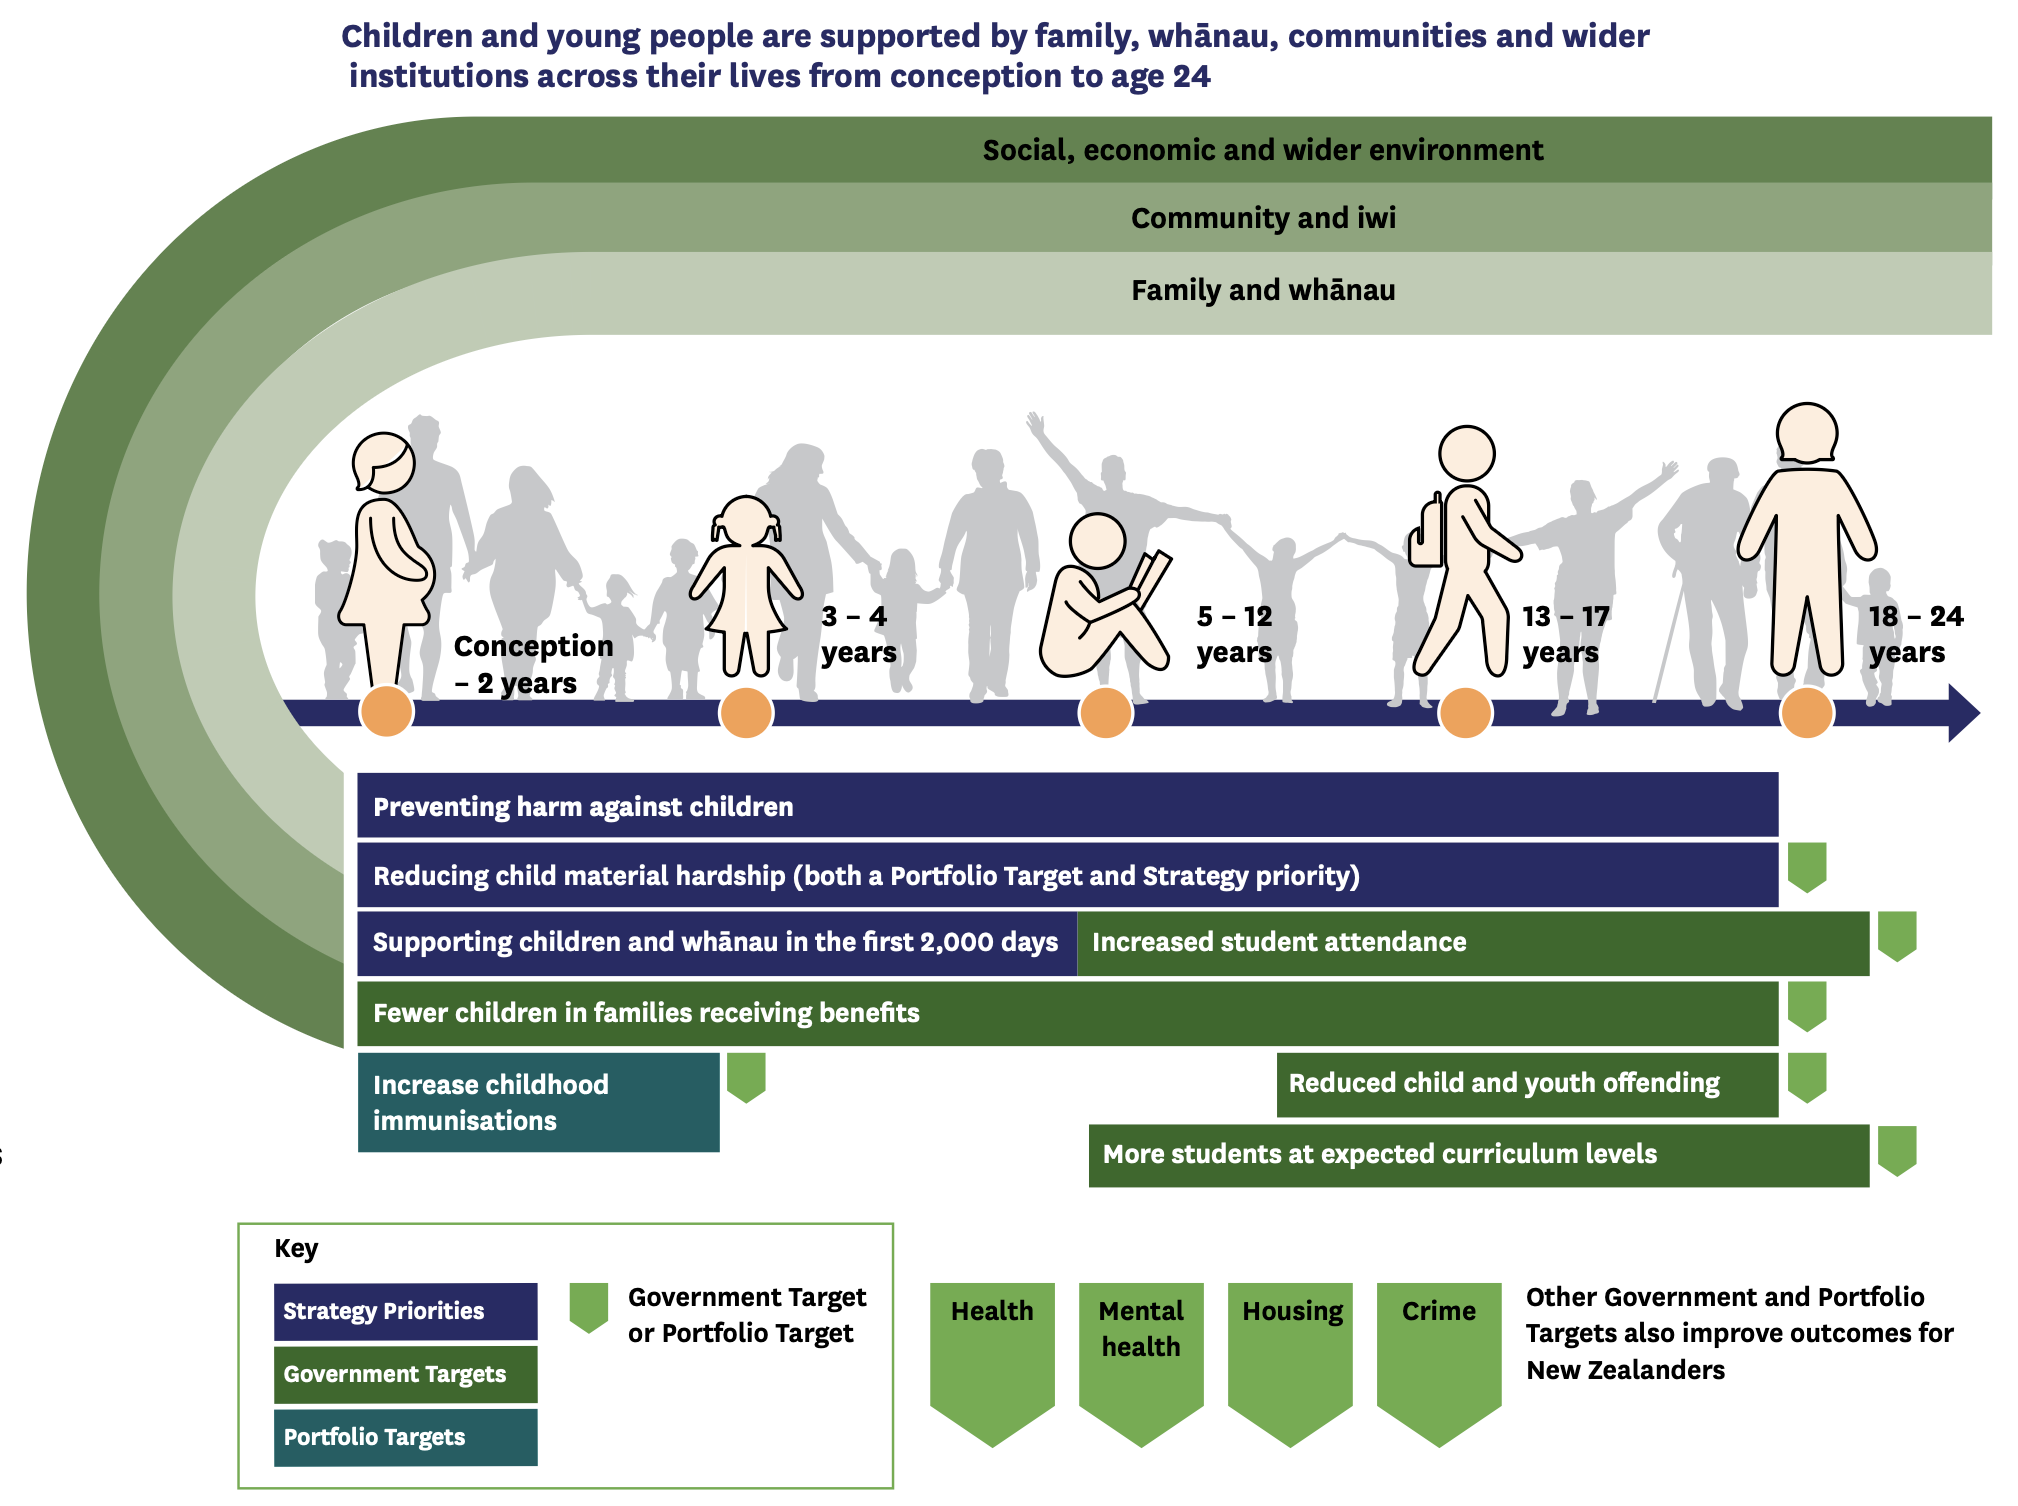 Children and young people are supported by family, whānau, communities and wider
institutions across their lives from conception to age 24
Social, economic and wider environment
Community and iwi
Family and whānau
Conception
– 2 years
3 – 4
years
5 – 12
years
13 – 17
years
18 – 24
years
Preventing harm against children
Reducing child material hardship (both a Portfolio Target and Strategy priority)
Supporting children and whānau in the first 2,000 days
Increased student attendance
Fewer children in families receiving benefits
Increase childhood
immunisations
Reduced child and youth offending
More students at expected curriculum levels
Key
Strategy Priorities
Government Targets
Portfolio Targets
Government Target
or Portfolio Target
Health
Mental
health
Housing
Crime
Other Government and Portfolio
Targets also improve outcomes for
New Zealanders